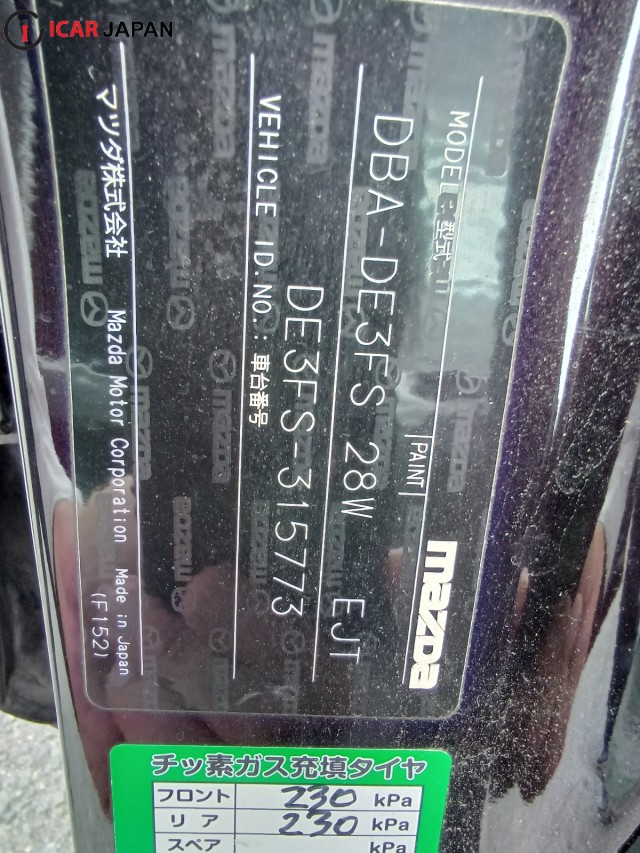 ICAR JAPAN
mazda
MODEL 型式
PAINT
DBA-DE3FS 28W EJT
VEHICLE ID.NO.: 車台番号
DE3FS-315773
マツダ株式会社 Mazda Motor Corporation Made in Japan
(F152)
チッ素ガス充填タイヤ
フロント 230 kPa
リア 230 kPa
スペア kPa